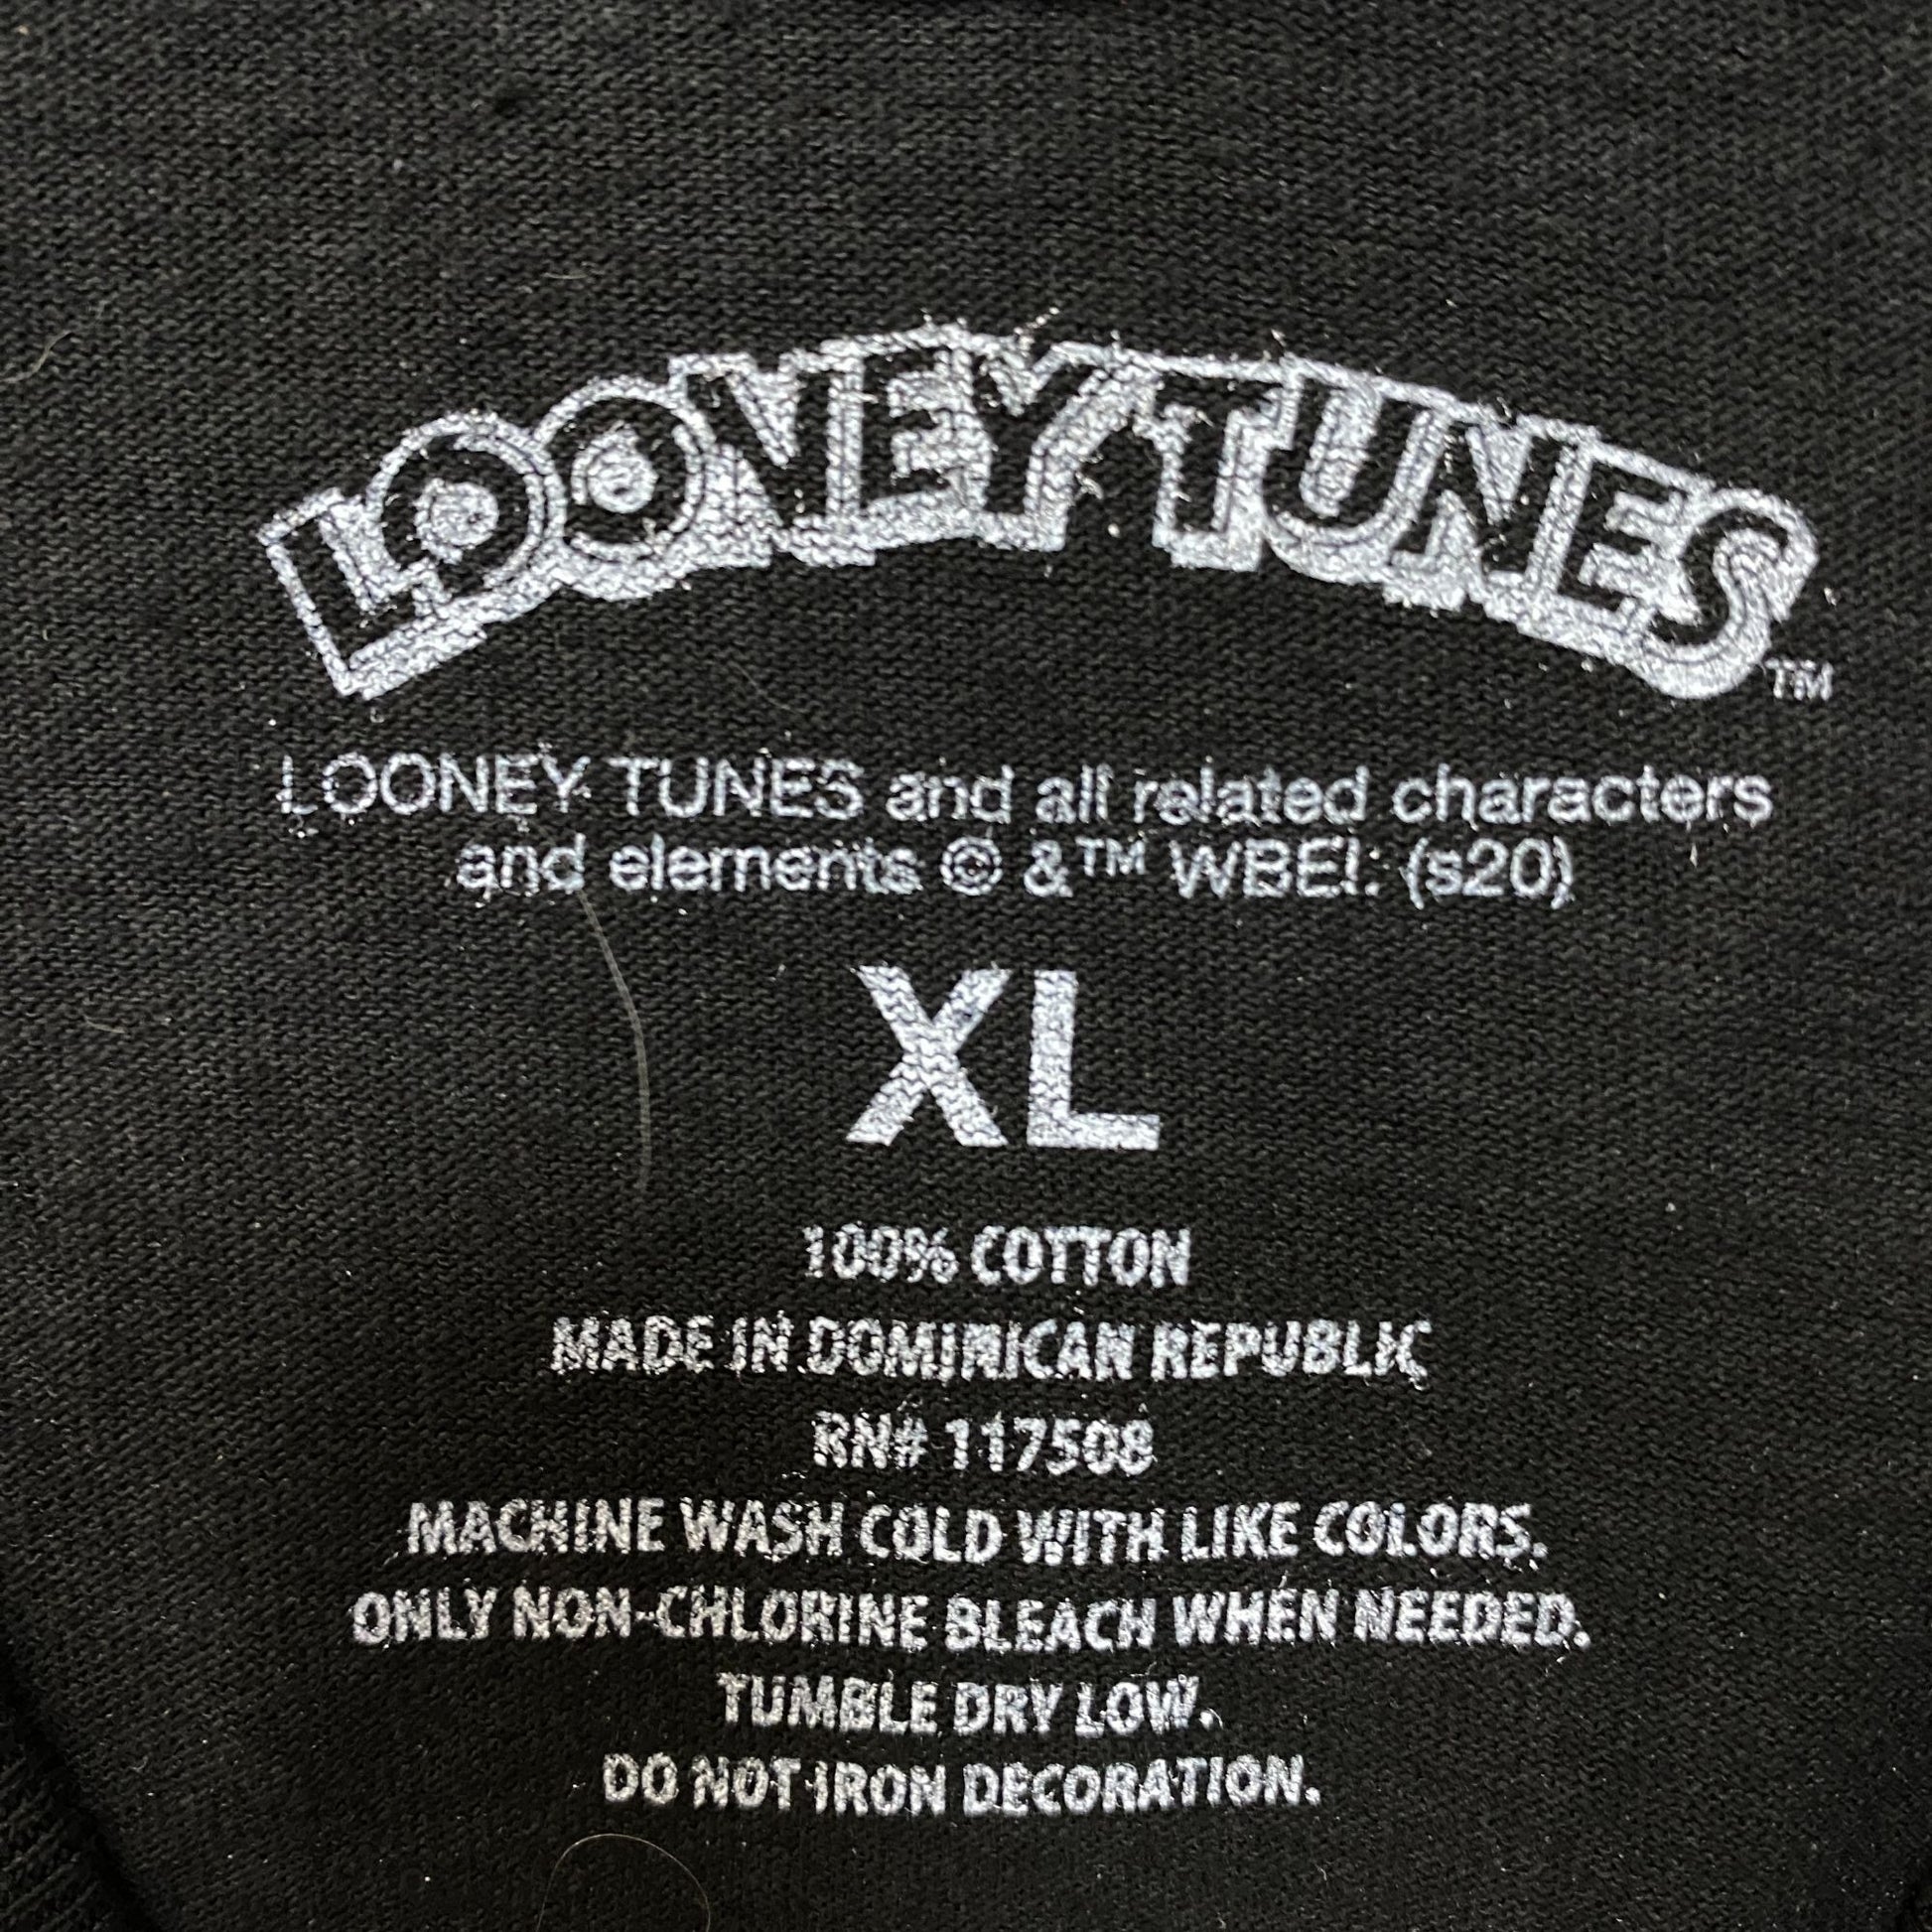 LOONEY TUNES™
LOONEY TUNES and all related characters
and elements © &™ WBEI. (s20)
XL
100% COTTON
MADE IN DOMINICAN REPUBLIC
RN# 117508
MACHINE WASH COLD WITH LIKE COLORS.
ONLY NON-CHLORINE BLEACH WHEN NEEDED.
TUMBLE DRY LOW.
DO NOT IRON DECORATION.